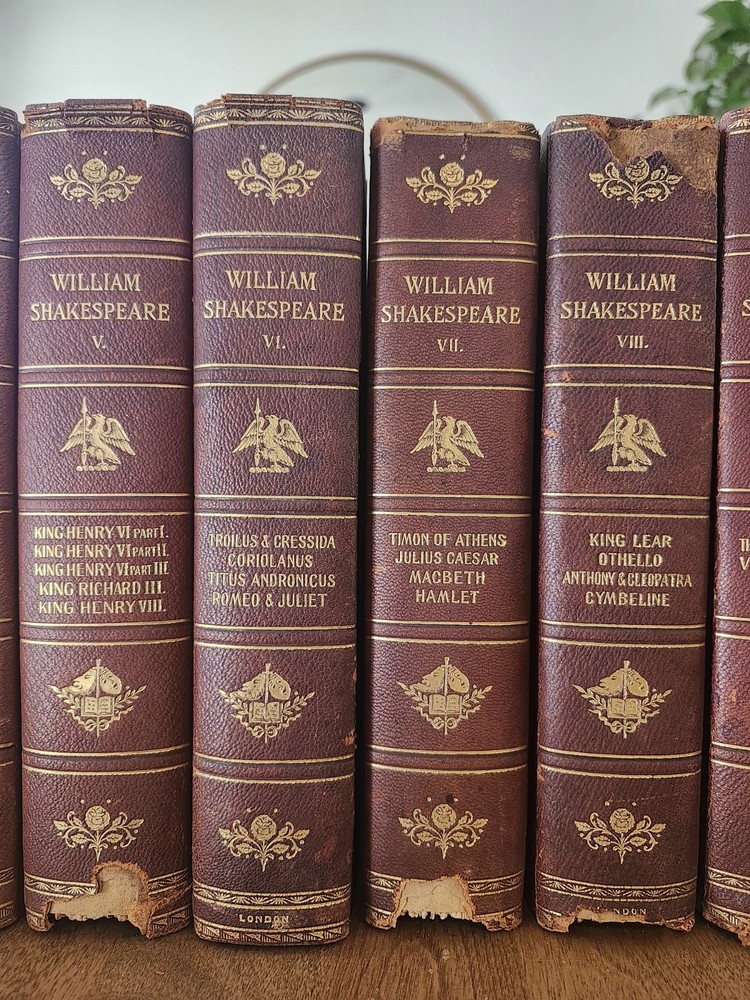 WILLIAM
SHAKESPEARE
V.
KING HENRY VI PART I.
KING HENRY VI PART II.
KING HENRY VI PART III.
KING RICHARD III.
KING HENRY VIII.
WILLIAM
SHAKESPEARE
VI.
TROILUS & CRESSIDA
CORIOLANUS
TITUS ANDRONICUS
ROMEO & JULIET
LONDON
WILLIAM
SHAKESPEARE
VII.
TIMON OF ATHENS
JULIUS CAESAR
MACBETH
HAMLET
WILLIAM
SHAKESPEARE
VIII.
KING LEAR
OTHELLO
ANTHONY & CLEOPATRA
CYMBELINE